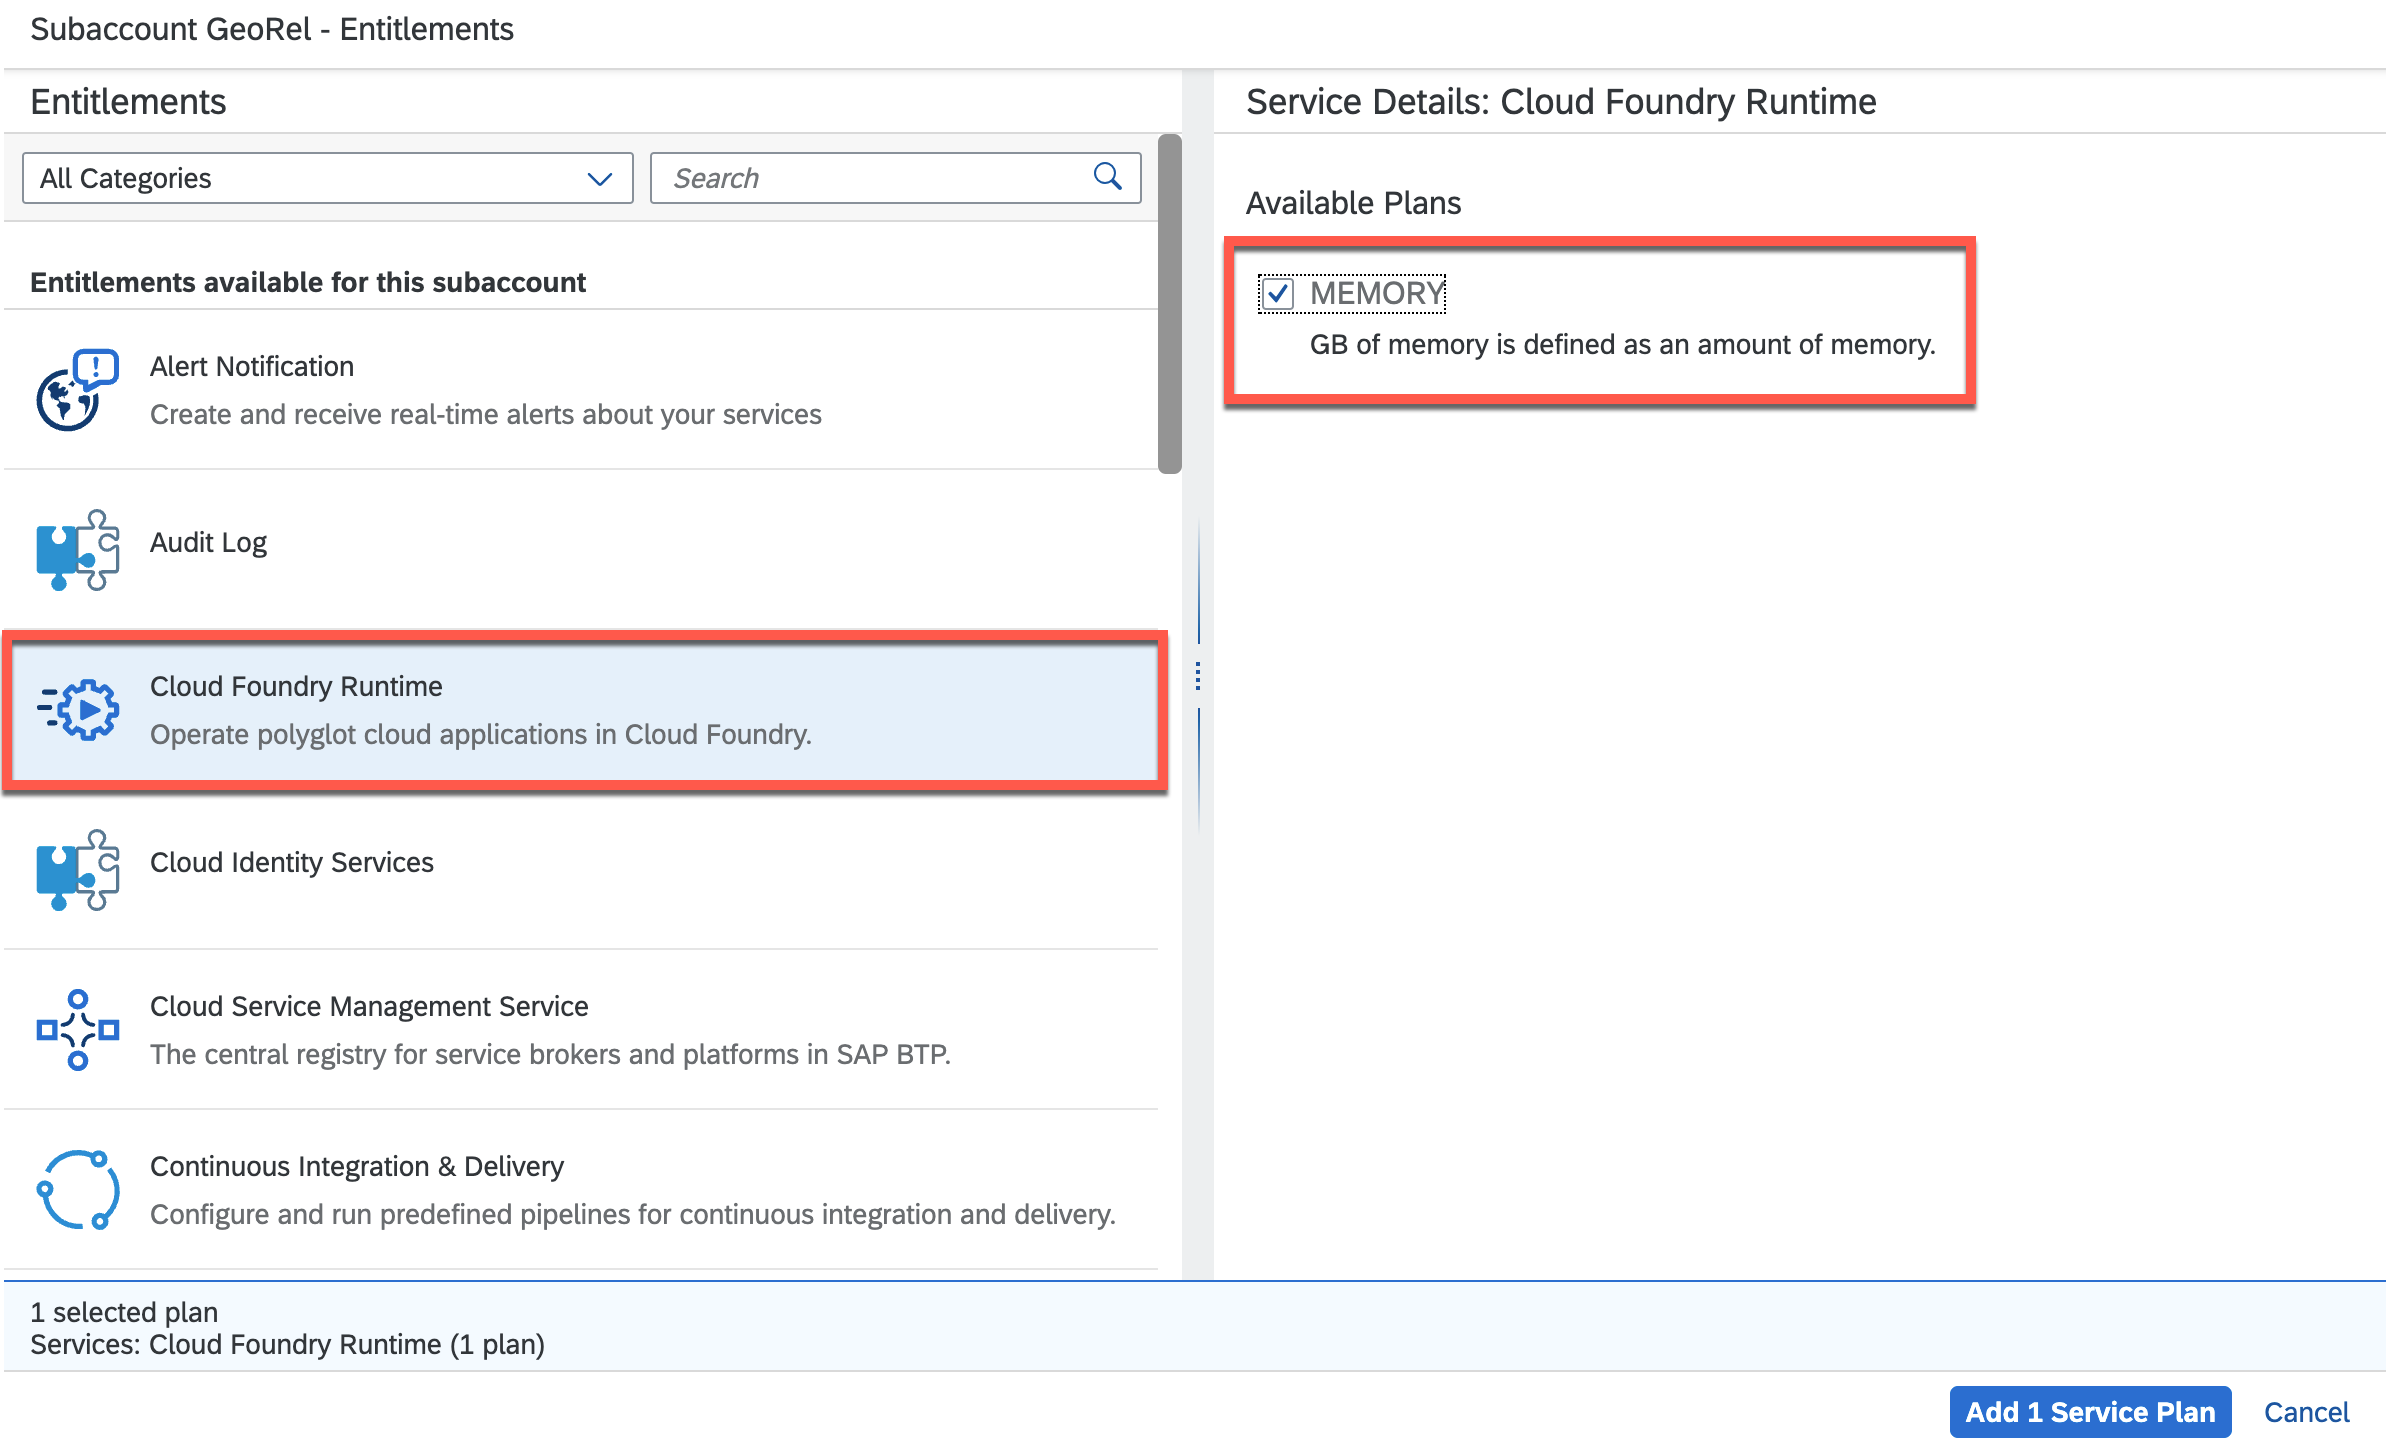 Subaccount GeoRel - Entitlements
Entitlements
All Categories
Search
Entitlements available for this subaccount
Alert Notification
Create and receive real-time alerts about your services
Audit Log
Cloud Foundry Runtime
Operate polyglot cloud applications in Cloud Foundry.
Cloud Identity Services
Cloud Service Management Service
The central registry for service brokers and platforms in SAP BTP.
Continuous Integration & Delivery
Configure and run predefined pipelines for continuous integration and delivery.
Service Details: Cloud Foundry Runtime
Available Plans
MEMORY
GB of memory is defined as an amount of memory.
1 selected plan
Services: Cloud Foundry Runtime (1 plan)
Add 1 Service Plan
Cancel